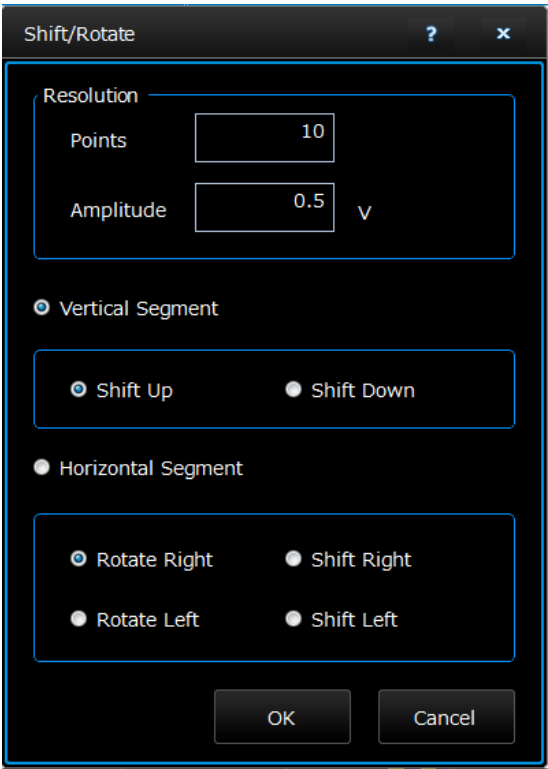 Shift/Rotate ? x
Resolution
Points 10
Amplitude 0.5 V
Vertical Segment
Shift Up Shift Down
Horizontal Segment
Rotate Right Shift Right
Rotate Left Shift Left
OK Cancel